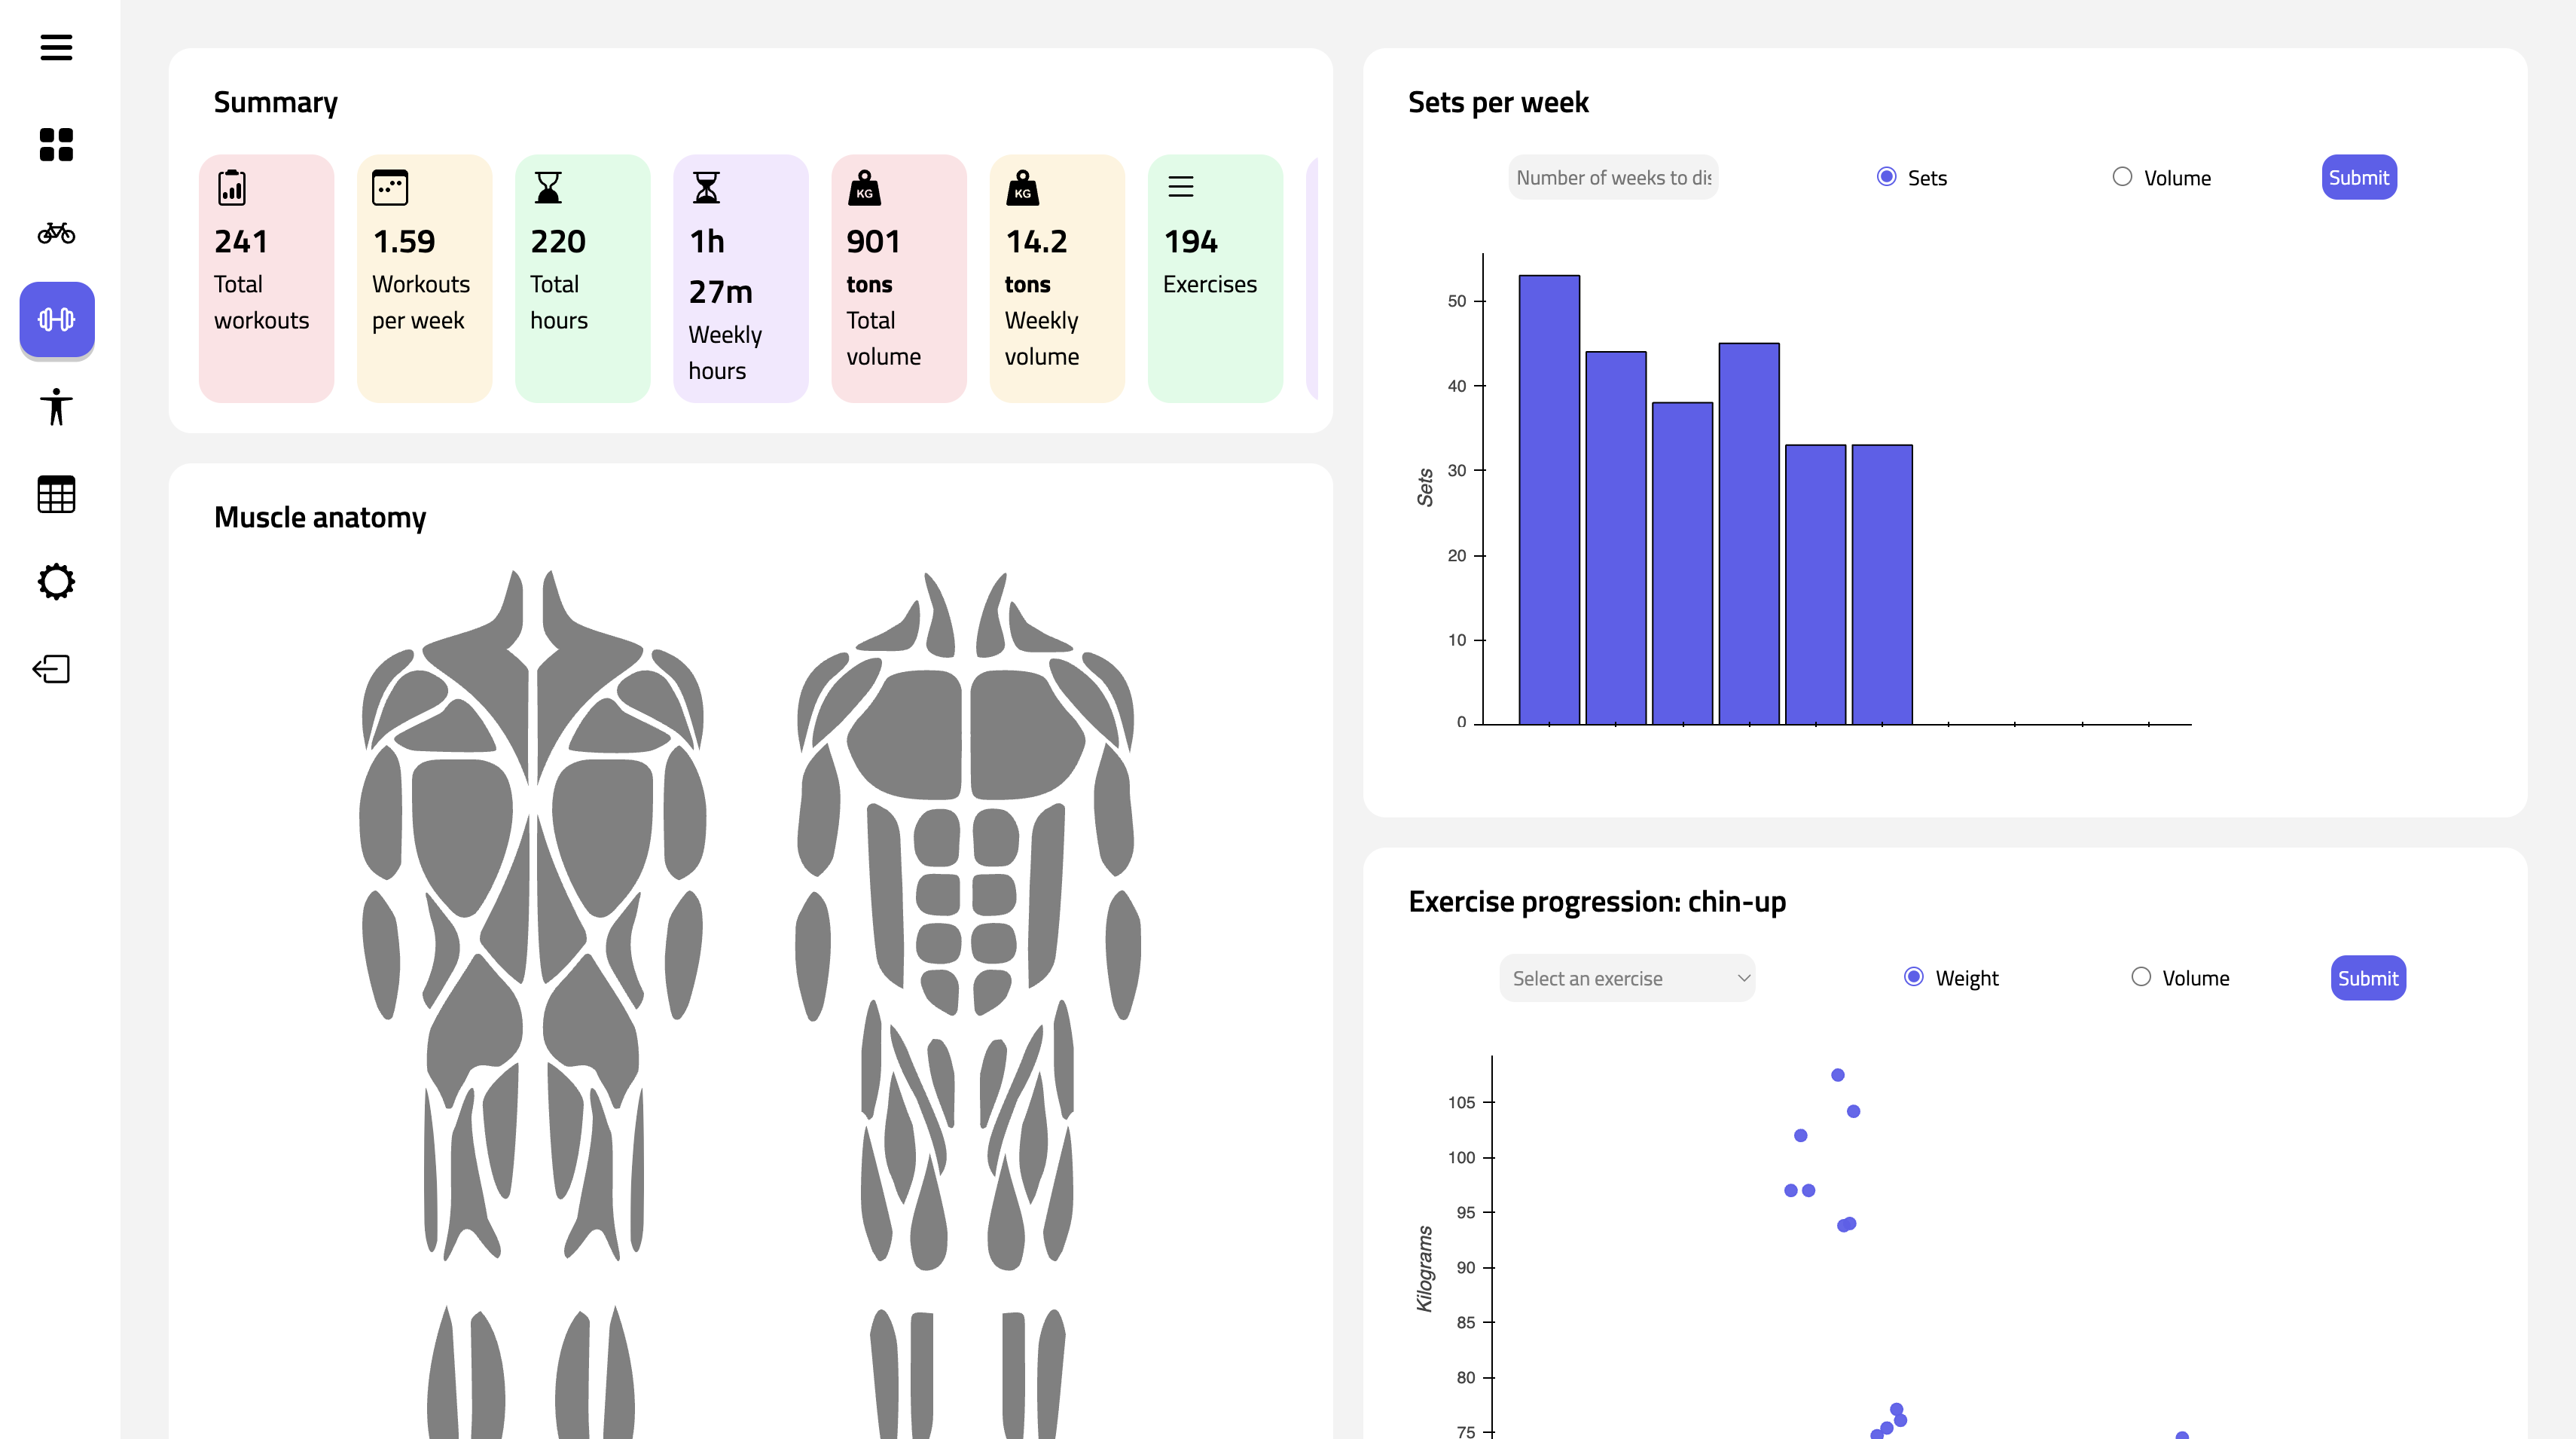 Summary
241
Total
workouts
1.59
Workouts
per week
220
Total
hours
1h
27m
Weekly
hours
KG
901
tons
Total
volume
KG
14.2
tons
Weekly
volume
194
Exercises
Muscle anatomy
Sets per week
Number of weeks to dis
Sets
Volume
Submit
50
40
30
20
10
0
Sets
Exercise progression: chin-up
Select an exercise
Weight
Volume
Submit
105
100
95
90
85
80
75
Kilograms